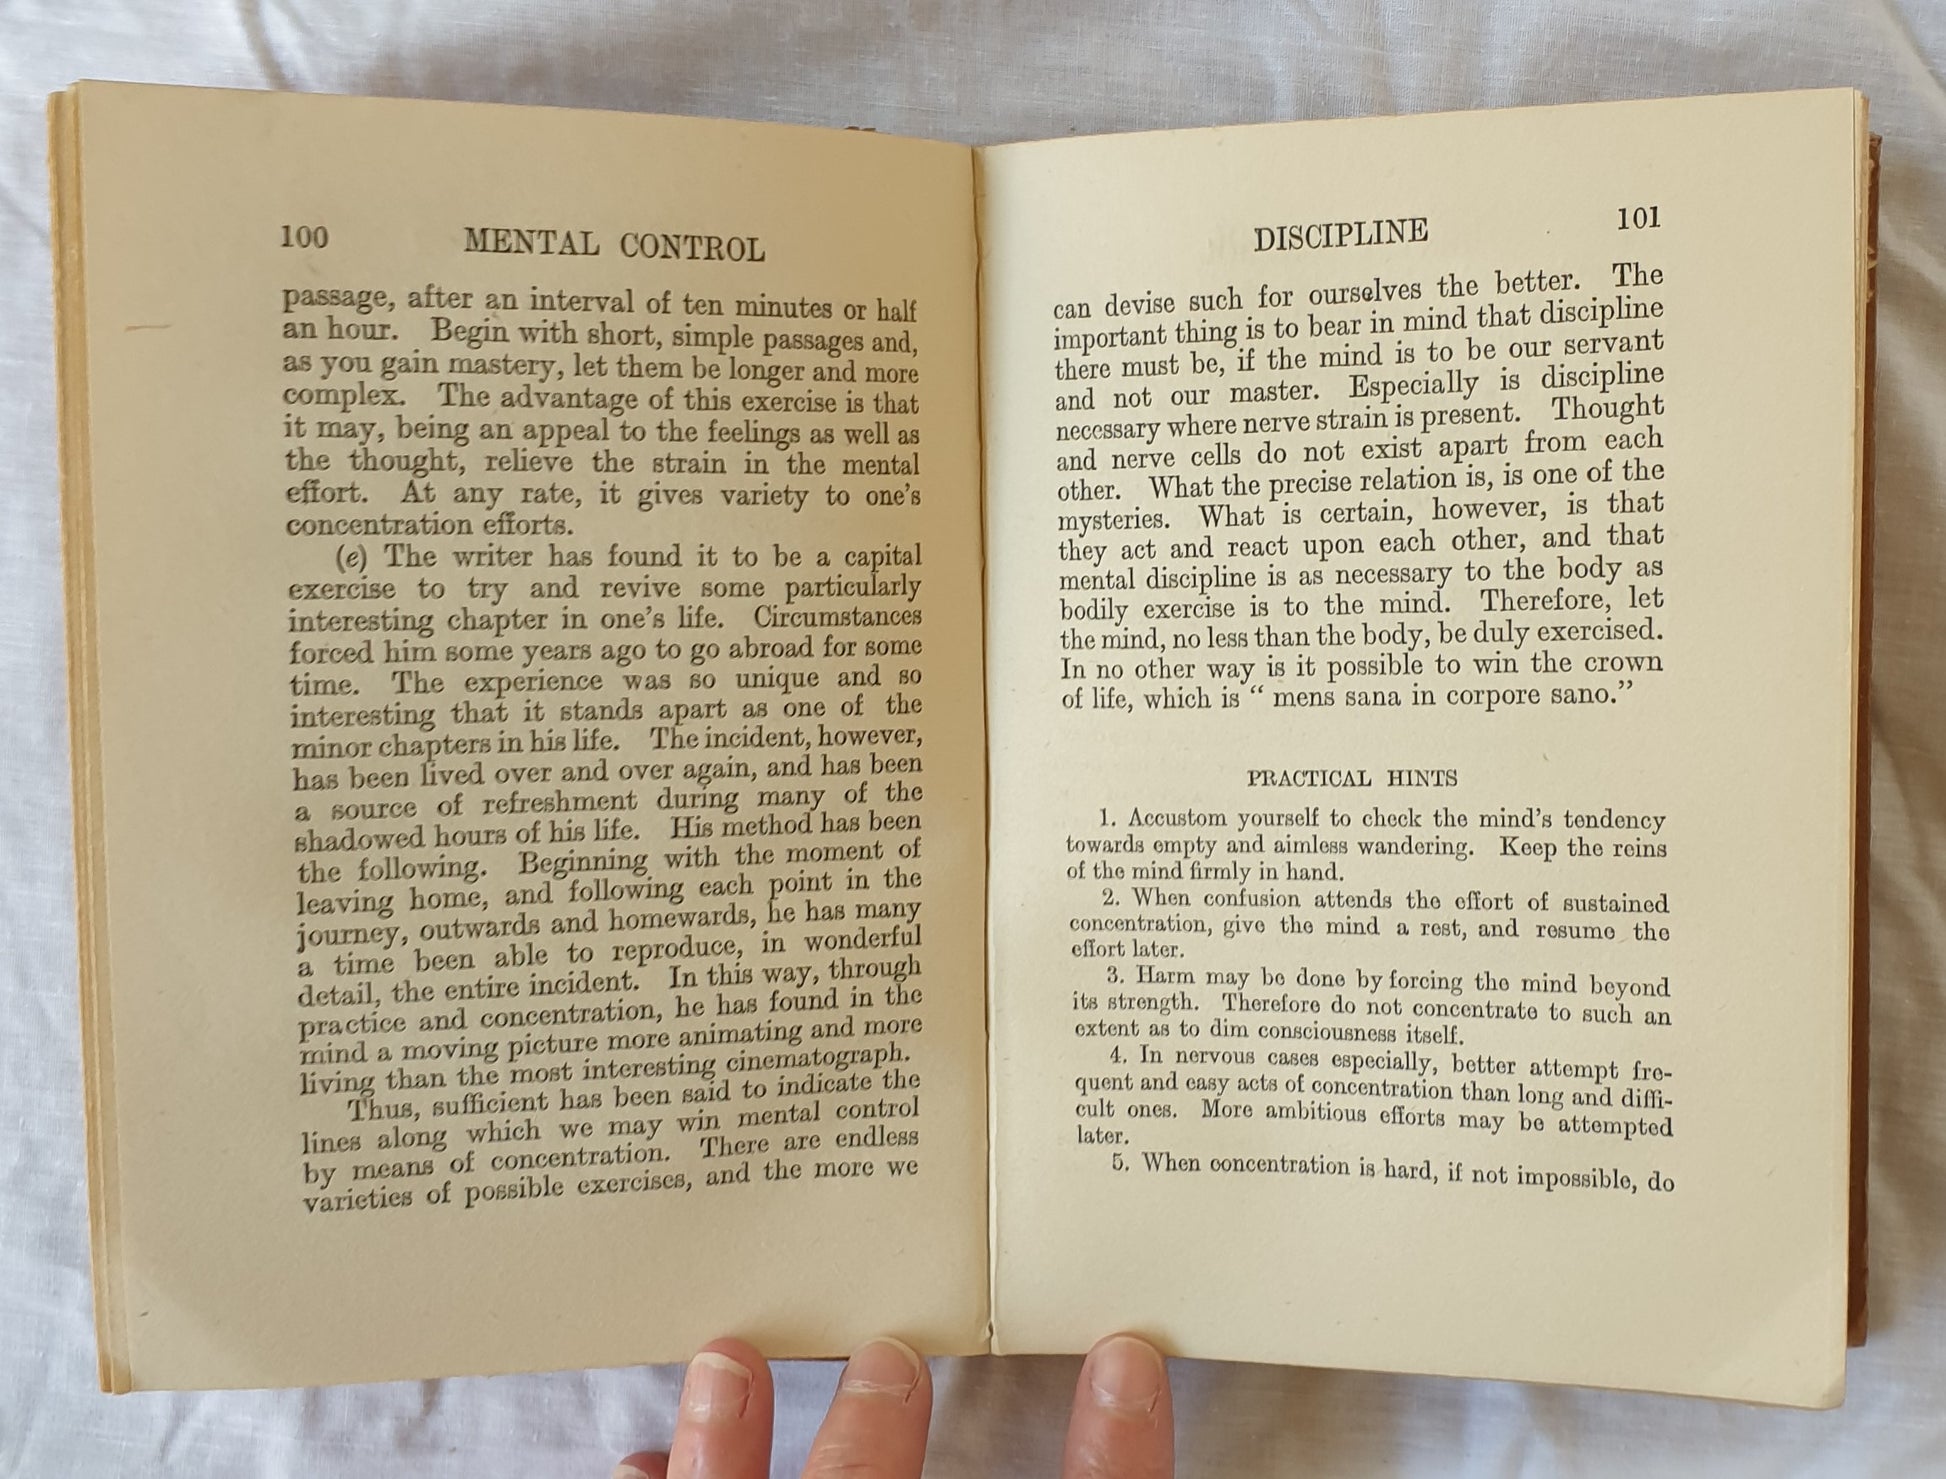 100 MENTAL CONTROL
passage, after an interval of ten minutes or half
an hour. Begin with short, simple passages and,
as you gain mastery, let them be longer and more
complex. The advantage of this exercise is that
it may, being an appeal to the feelings as well as
the thought, relieve the strain in the mental
effort. At any rate, it gives variety to one's
concentration efforts.
(e) The writer has found it to be a capital
exercise to try and revive some particularly
interesting chapter in one's life. Circumstances
forced him some years ago to go abroad for some
time. The experience was so unique and so
interesting that it stands apart as one of the
minor chapters in his life. The incident, however,
has been lived over and over again, and has been
a source of refreshment during many of the
shadowed hours of his life. His method has been
the following. Beginning with the moment of
leaving home, and following each point in the
journey, outwards and homewards, he has many
a time been able to reproduce, in wonderful
detail, the entire incident. In this way, through
practice and concentration, he has found in the
mind a moving picture more animating and more
living than the most interesting cinematograph.
Thus, sufficient has been said to indicate the
lines along which we may win mental control
by means of concentration. There are endless
varieties of possible exercises, and the more we
DISCIPLINE 101
can devise such for ourselves the better. The
important thing is to bear in mind that discipline
there must be, if the mind is to be our servant
and not our master. Especially is discipline
necessary where nerve strain is present. Thought
and nerve cells do not exist apart from each
other. What the precise relation is, is one of the
mysteries. What is certain, however, is that
they act and react upon each other, and that
mental discipline is as necessary to the body as
bodily exercise is to the mind. Therefore, let
the mind, no less than the body, be duly exercised.
In no other way is it possible to win the crown
of life, which is “ mens sana in corpore sano.”
PRACTICAL HINTS
1. Accustom yourself to check the mind's tendency
towards empty and aimless wandering. Keep the reins
of the mind firmly in hand.
2. When confusion attends the effort of sustained
concentration, give the mind a rest, and resume the
effort later.
3. Harm may be done by forcing the mind beyond
its strength. Therefore do not concentrate to such an
extent as to dim consciousness itself.
4. In nervous cases especially, better attempt fre-
quent and easy acts of concentration than long and diffi-
cult ones. More ambitious efforts may be attempted
later.
5. When concentration is hard, if not impossible, do